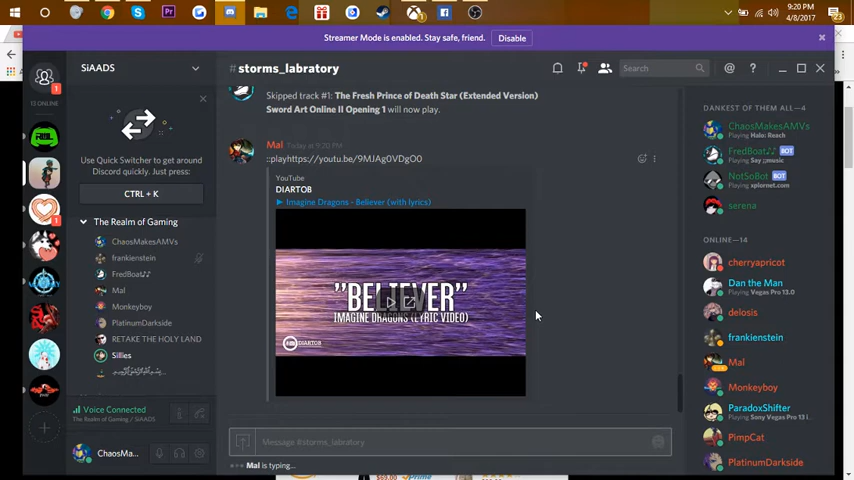 9:20 PM
4/8/2017
Streamer Mode is enabled. Stay safe, friend.
Disable
SiAADS
# storms_labratory
Search
13 ONLINE
Use Quick Switcher to get around
Discord quickly. Just press:
CTRL + K
The Realm of Gaming
ChaosMakesAMVs
frankienstein
FredBoat♪♪
Mal
Monkeyboy
PlatinumDarkside
RETAKE THE HOLY LAND
Sillies
Voice Connected
The Realm of Gaming / SiAADS
ChaosMa...
Skipped track #1: The Fresh Prince of Death Star (Extended Version)
Sword Art Online II Opening 1 will now play.
Mal Today at 9:20 PM
::playhttps://youtu.be/9MJAg0VDgO0
YouTube
DIARTOB
Imagine Dragons - Believer (with lyrics)
"BELIEVER"
IMAGINE DRAGONS (LYRIC VIDEO)
DIARTOB
Message #storms_labratory
Mal is typing...
DANKEST OF THEM ALL—4
ChaosMakesAMVs
Playing Halo: Reach
FredBoat♪♪ BOT
Playing Say ;;music
NotSoBot BOT
Playing xplornet.com
serena
ONLINE—14
cherryapricot
Dan the Man
Playing Vegas Pro 13.0
delosis
frankienstein
Mal
Monkeyboy
ParadoxShifter
Playing Sony Vegas Pro 13 i
PimpCat
PlatinumDarkside
$69.00